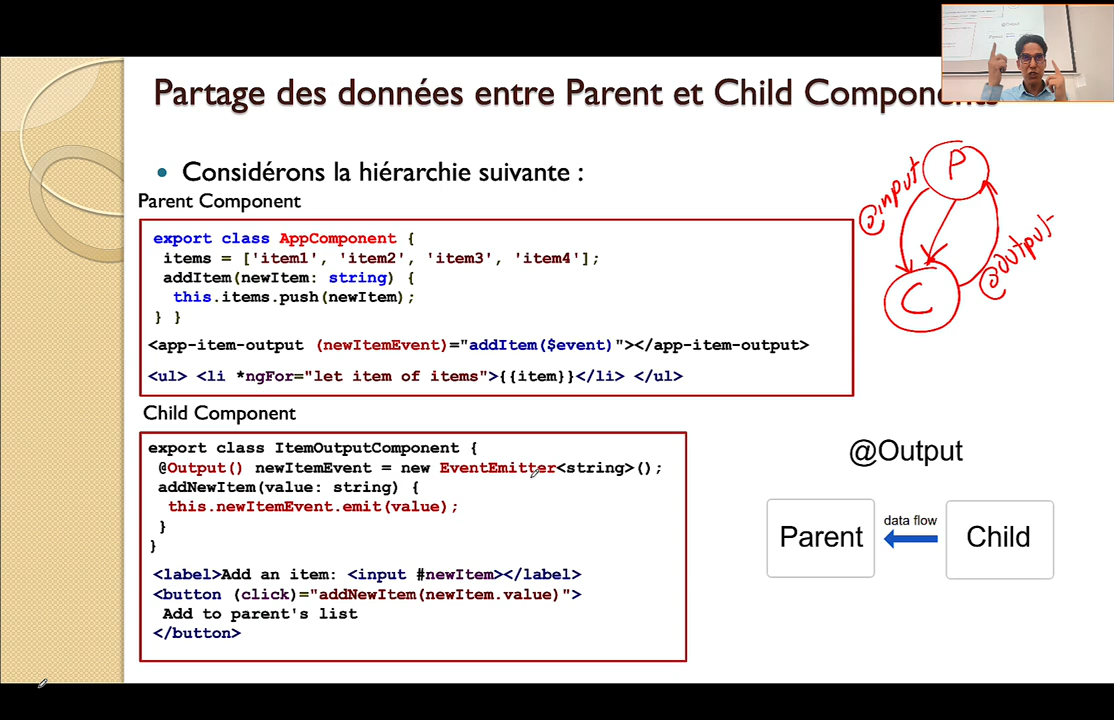 Partage des données entre Parent et Child Components
Considérons la hiérarchie suivante :
Parent Component
export class AppComponent {
items = ['item1', 'item2', 'item3', 'item4'];
addItem(newItem: string) {
this.items.push(newItem);
} }
<app-item-output (newItemEvent)="addItem($event)"></app-item-output>
<ul> <li *ngFor="let item of items">{{item}}</li> </ul>
Child Component
export class ItemOutputComponent {
@Output() newItemEvent = new EventEmitter<string>();
addNewItem(value: string) {
this.newItemEvent.emit(value);
}
}
<label>Add an item: <input #newItem></label>
<button (click)="addNewItem(newItem.value)">
Add to parent's list
</button>
P
@input
@output
C
@Output
Parent
data flow
Child